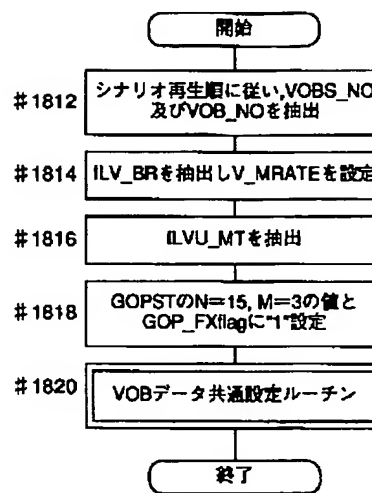 開始
#1812
シナリオ再生順に従い,VOBS_NO
及びVOB_NOを抽出
#1814
ILV_BRを抽出しV_MRATEを設定
#1816
ILVU_MTを抽出
#1818
GOPSTのN=15, M=3の値と
GOP_FXflagに"1"設定
#1820
VOBデータ共通設定ルーチン
終了